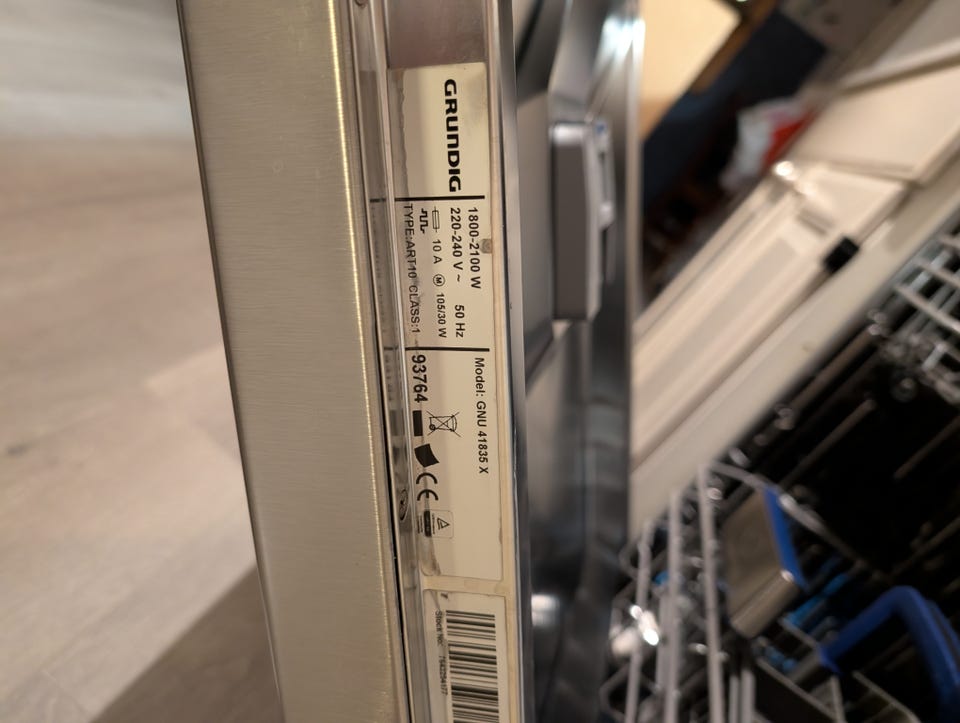 GRUNDIG
1800-2100 W
220-240 V ~ 50 Hz
10 A M 105/30 W
TYPE:ART10 CLASS:1
Model: GNU 41835 X
93764
CE
Stock No: